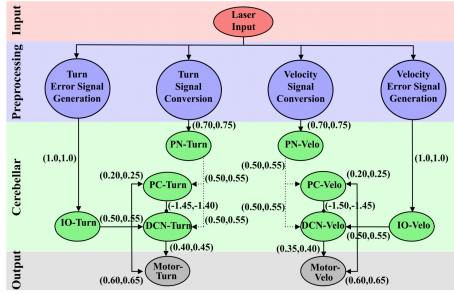 Input
Laser
Input
Preprocessing
Turn
Error Signal
Generation
Turn
Signal
Conversion
Velocity
Signal
Conversion
Velocity
Error Signal
Generation
(0.70,0.75)
(0.70,0.75)
Cerebellar
PN-Turn
PN-Velo
(1.0,1.0)
(0.20,0.25)
(0.50,0.55)
(0.50,0.55)
(0.20,0.25)
(1.0,1.0)
PC-Turn
PC-Velo
(-1.45,-1.40)
(-1.50,-1.45)
IO-Turn
(0.50,0.55)
DCN-Turn
(0.50,0.55)
(0.50,0.55)
DCN-Velo
(0.50,0.55)
IO-Velo
(0.40,0.45)
(0.35,0.40)
Output
(0.60,0.65)
Motor-
Turn
Motor-
Velo
(0.60,0.65)